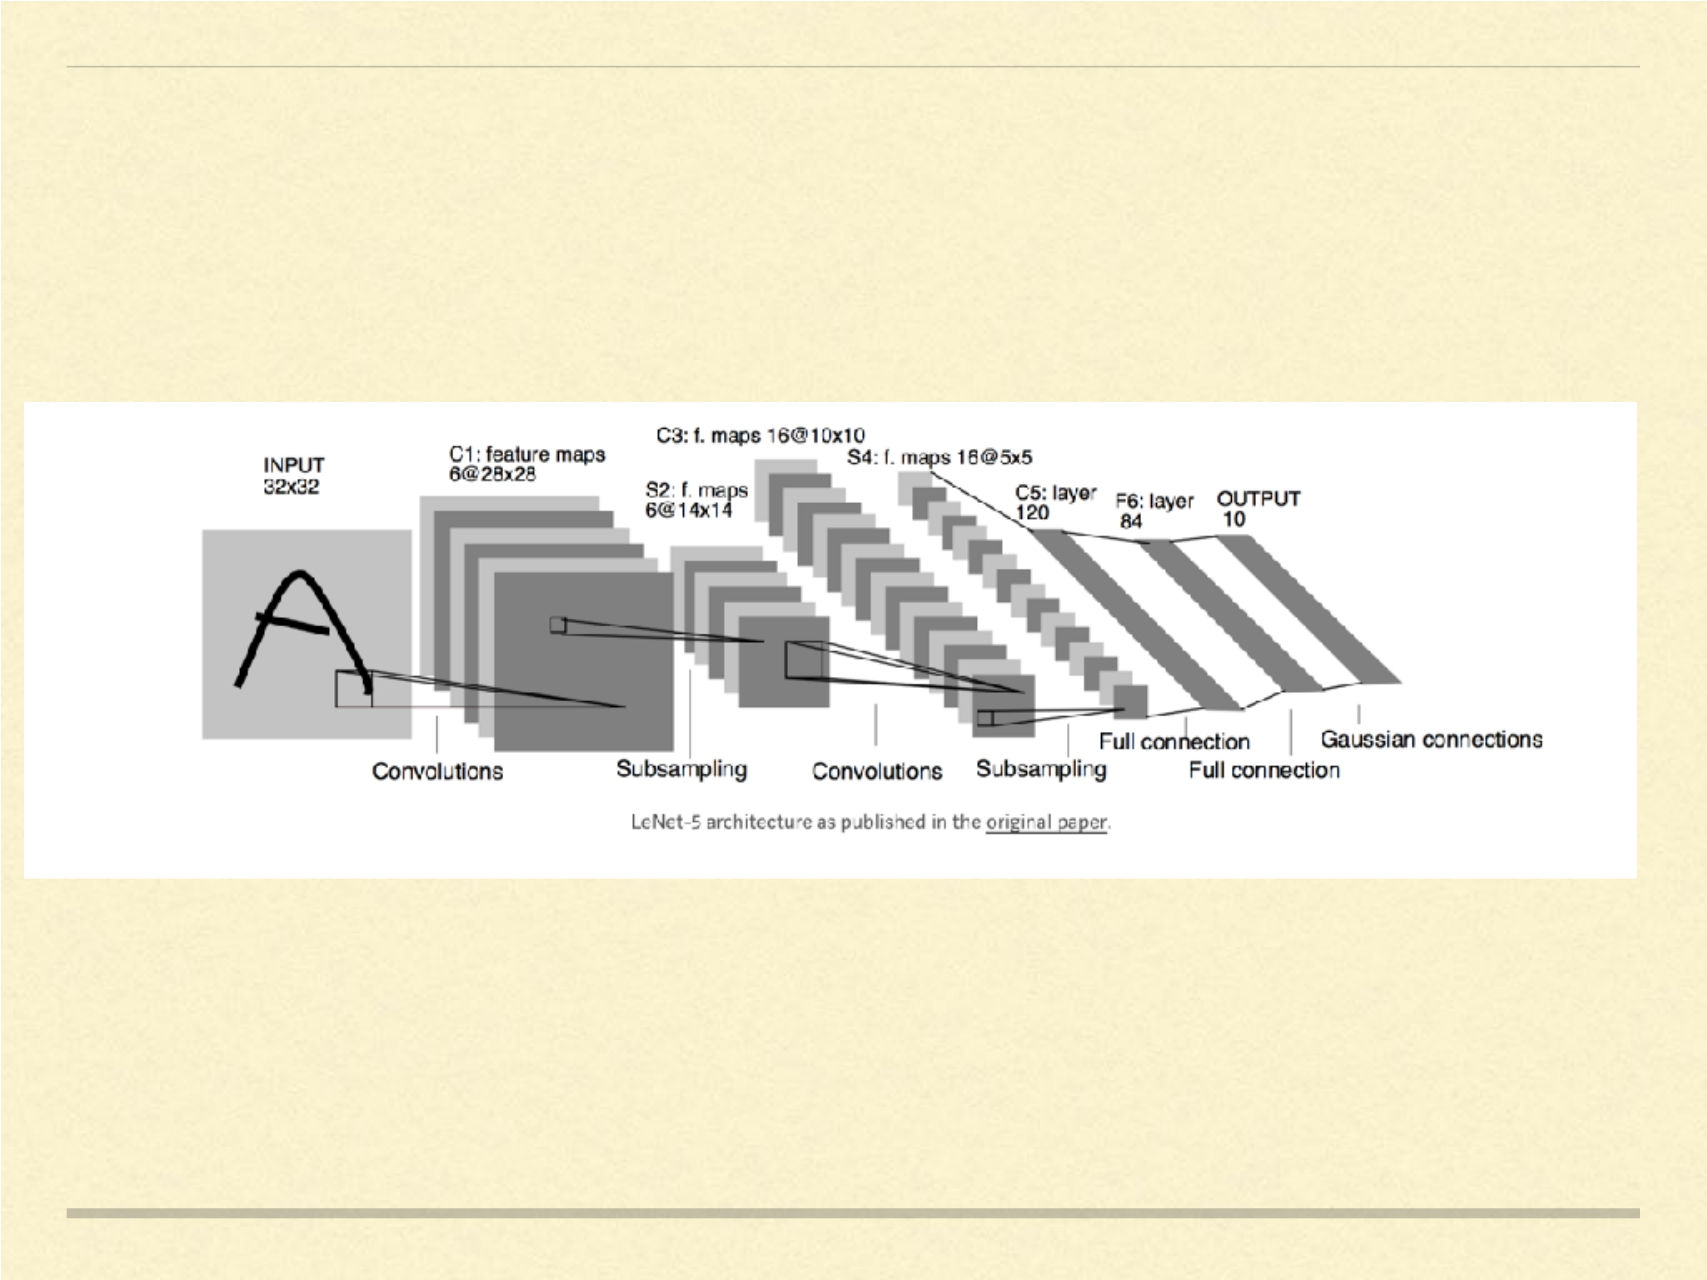 INPUT
32x32
C1: feature maps
6@28x28
C3: f. maps 16@10x10
S2: f. maps
6@14x14
S4: f. maps 16@5x5
C5: layer
120
F6: layer
84
OUTPUT
10
A
Convolutions
Subsampling
Convolutions
Subsampling
Full connection
Full connection
Gaussian connections
LeNet-5 architecture as published in the original paper.